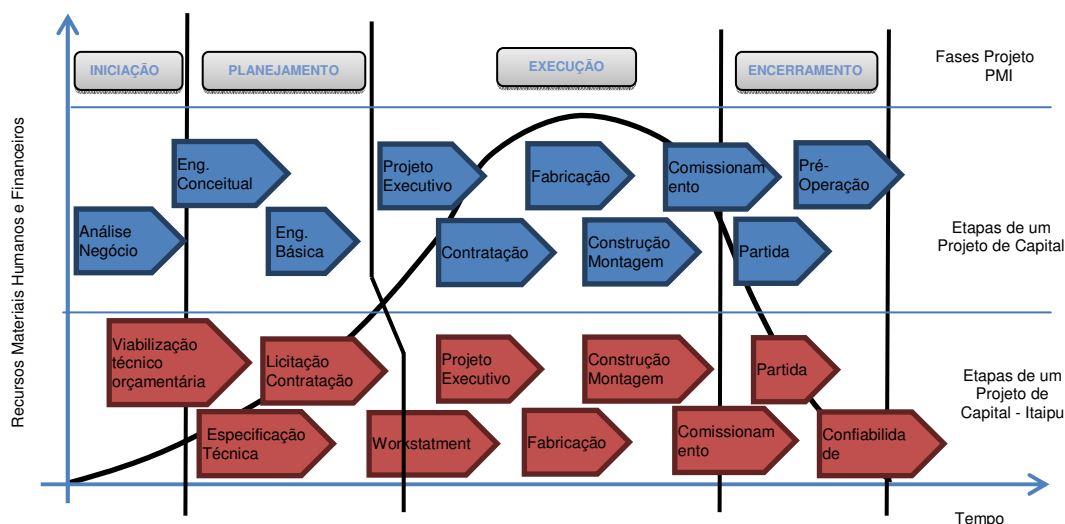 INICIAÇÃO
PLANEJAMENTO
EXECUÇÃO
ENCERRAMENTO
Fases Projeto
PMI
Recursos Materiais Humanos e Financeiros
Eng.
Conceitual
Projeto
Executivo
Fabricação
Comissionam
ento
Pré-
Operação
Análise
Negócio
Eng.
Básica
Contratação
Construção
Montagem
Partida
Etapas de um
Projeto de Capital
Viabilização
técnico
orçamentária
Licitação
Contratação
Projeto
Executivo
Construção
Montagem
Partida
Etapas de um
Projeto de
Capital - Itaipu
Especificação
Técnica
Workstatment
Fabricação
Comissionam
ento
Confiabilida
de
Tempo